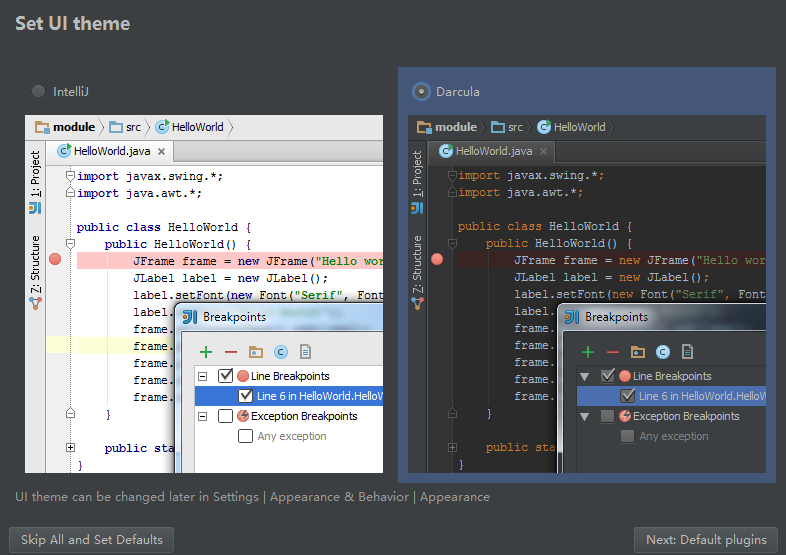 Set UI theme
IntelliJ
module
src
HelloWorld
HelloWorld.java
1: Project
Z: Structure
import javax.swing.*;
import java.awt.*;
public class HelloWorld {
public HelloWorld() {
JFrame frame = new JFrame("Hello wor
JLabel label = new JLabel();
label.setFont(new Font("Serif", Font
label.
frame.
frame.
frame.
frame.
frame.
}
public sta
}
Breakpoints
Line Breakpoints
Line 6 in HelloWorld.HelloW
Exception Breakpoints
Any exception
Darcula
module
src
HelloWorld
HelloWorld.java
1: Project
Z: Structure
import javax.swing.*;
import java.awt.*;
public class HelloWorld {
public HelloWorld() {
JFrame frame = new JFrame("Hello wor
JLabel label = new JLabel();
label.setFont(new Font("Serif", Font
label.
frame.
frame.
frame.
frame.
frame.
}
public sta
}
Breakpoints
Line Breakpoints
Line 6 in HelloWorld.HelloW
Exception Breakpoints
Any exception
UI theme can be changed later in Settings | Appearance & Behavior | Appearance
Skip All and Set Defaults
Next: Default plugins